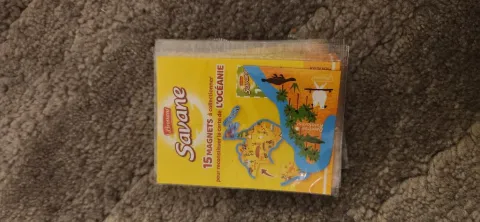 Savane
15 MAGNETS à collectionner
pour reconstituer la carte de L'OCÉANIE